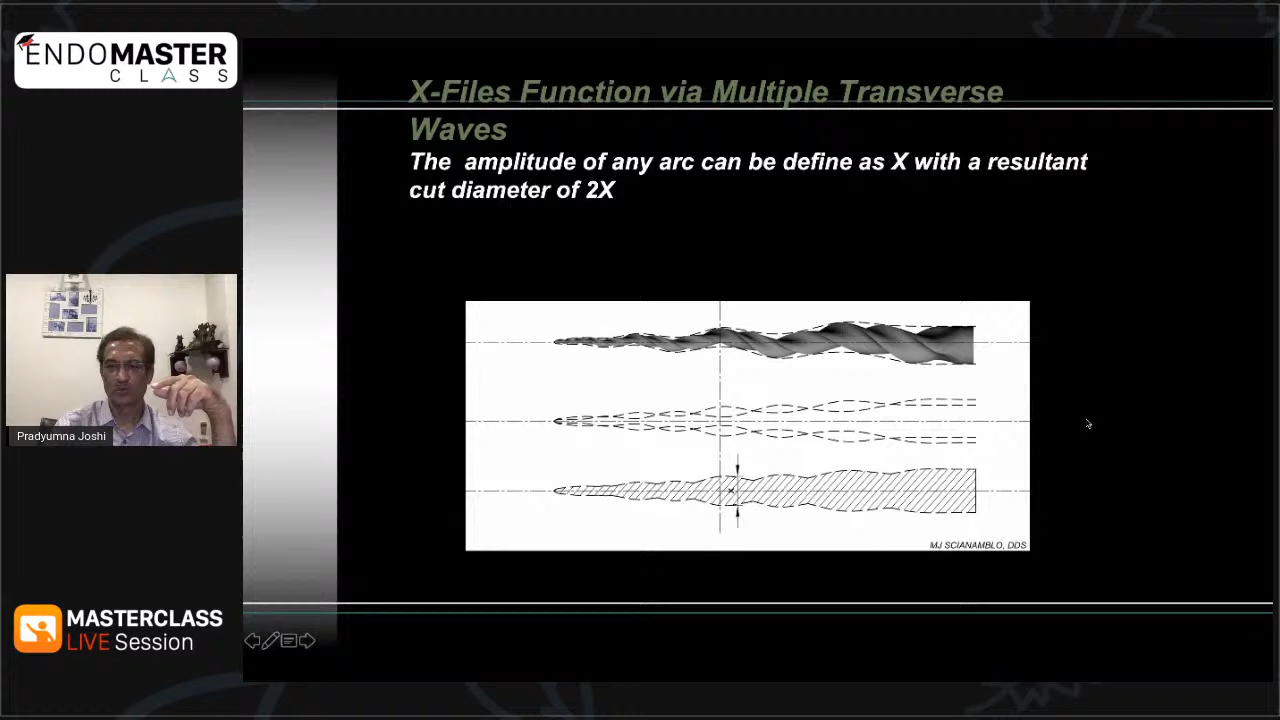 ENDOMASTER
CLASS
X-Files Function via Multiple Transverse
Waves
The amplitude of any arc can be define as X with a resultant
cut diameter of 2X
Pradyumna Joshi
x
MJ SCIANAMBLO, DDS
MASTERCLASS
LIVE Session